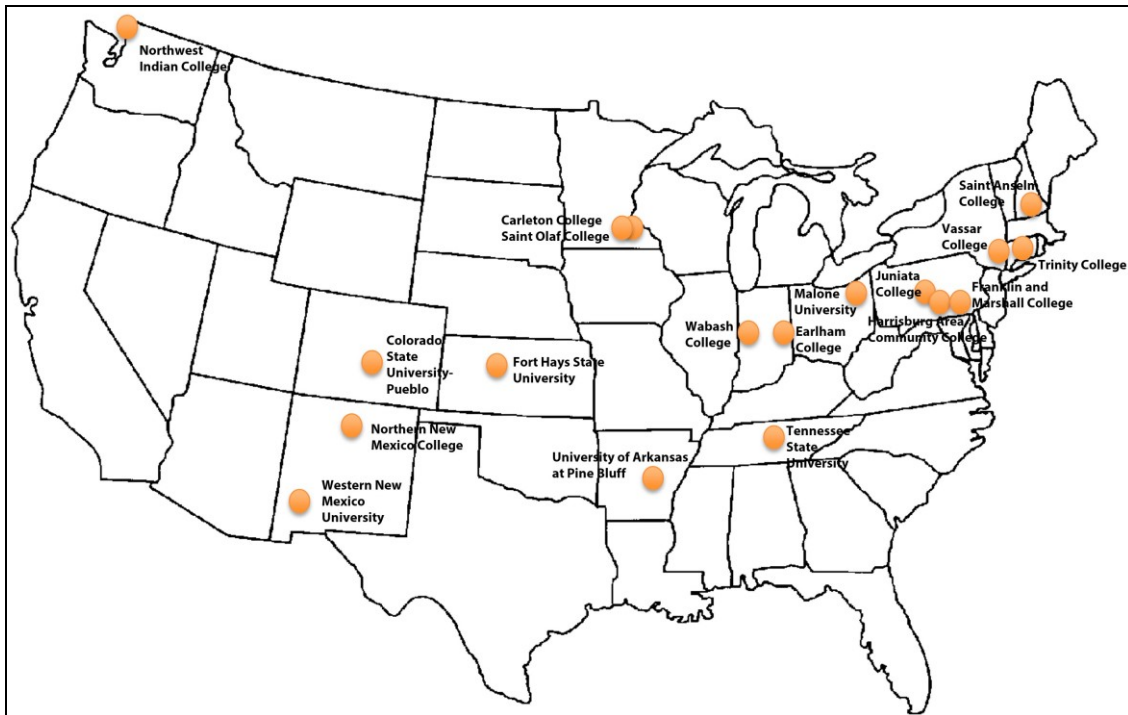 Northwest
Indian College
Saint Anselm
College
Carleton College
Saint Olaf College
Vassar
College
Trinity College
Juniata
College
Franklin and
Marshall College
Malone
University
Harrisburg Area
Community College
Wabash
College
Earlham
College
Colorado
State
University-
Pueblo
Fort Hays State
University
Northern New
Mexico College
Tennessee
State
University
University of Arkansas
at Pine Bluff
Western New
Mexico
University